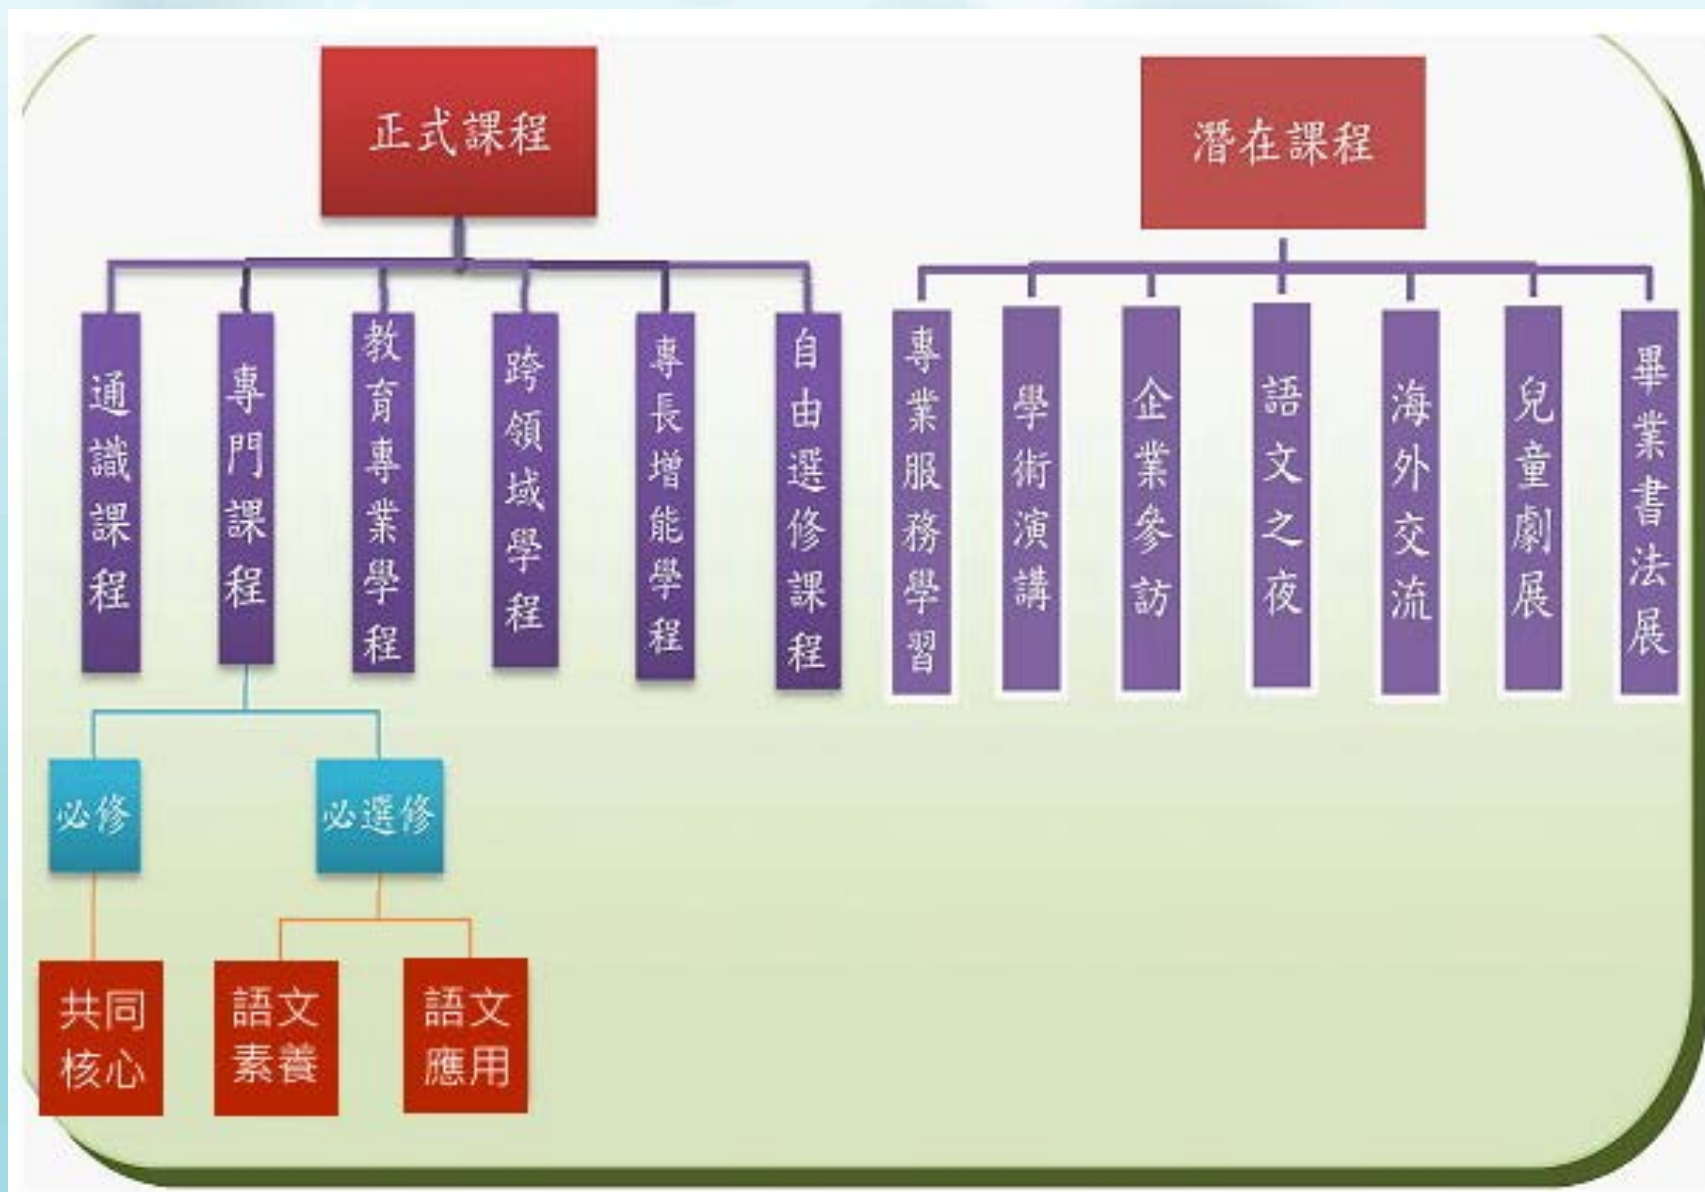 正式課程
潛在課程
通識課程
專門課程
教育專業學程
跨領域學程
專長增能學程
自由選修課程
專業服務學習
學術演講
企業參訪
語文之夜
海外交流
兒童劇展
畢業書法展
必修
必選修
共同
核心
語文
素養
語文
應用